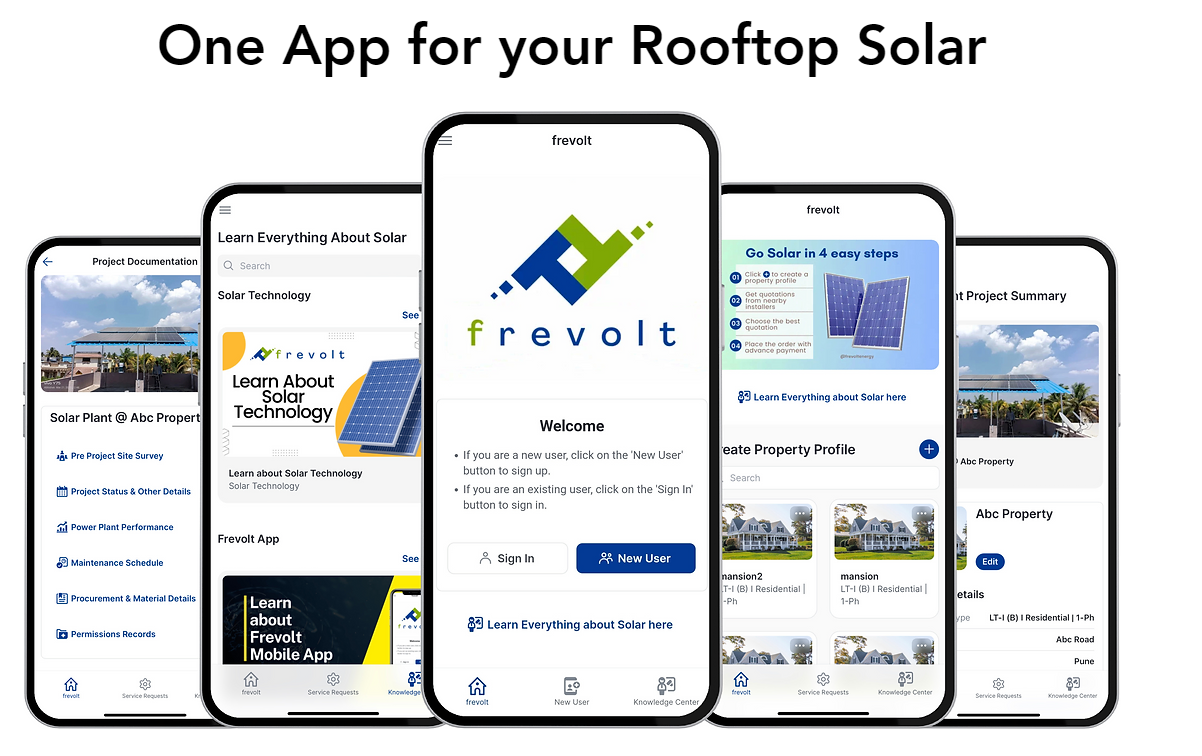 One App for your Rooftop Solar
Project Documentation
Solar Plant @ Abc Propert
Pre Project Site Survey
Project Status & Other Details
Power Plant Performance
Maintenance Schedule
Procurement & Material Details
Permissions Records
frevolt
Service Requests
Learn Everything About Solar
Search
Solar Technology
See
frevolt
Learn About
Solar
Technology
Learn about Solar Technology
Solar Technology
Frevolt App
See
Learn
about
Frevolt
Mobile App
frevolt
Service Requests
Knowledge
frevolt
frevolt
Welcome
• If you are a new user, click on the 'New User'
button to sign up.
• If you are an existing user, click on the 'Sign In'
button to sign in.
Sign In
New User
Learn Everything about Solar here
frevolt
New User
Knowledge Center
frevolt
Go Solar in 4 easy steps
01 Click + to create a
property profile
02 Get quotations
from nearby
installers
03 Choose the best
quotation
04 Place the order with
advance payment
@frevoltenergy
Learn Everything about Solar here
reate Property Profile
Search
mansion2
LT-I (B) I Residential |
1-Ph
mansion
LT-I (B) I Residential |
1-Ph
frevolt
Service Requests
Knowledge Center
nt Project Summary
Abc Property
Abc Property
Edit
etails
ype LT-I (B) I Residential | 1-Ph
Abc Road
Pune
Service Requests
Knowledge Center